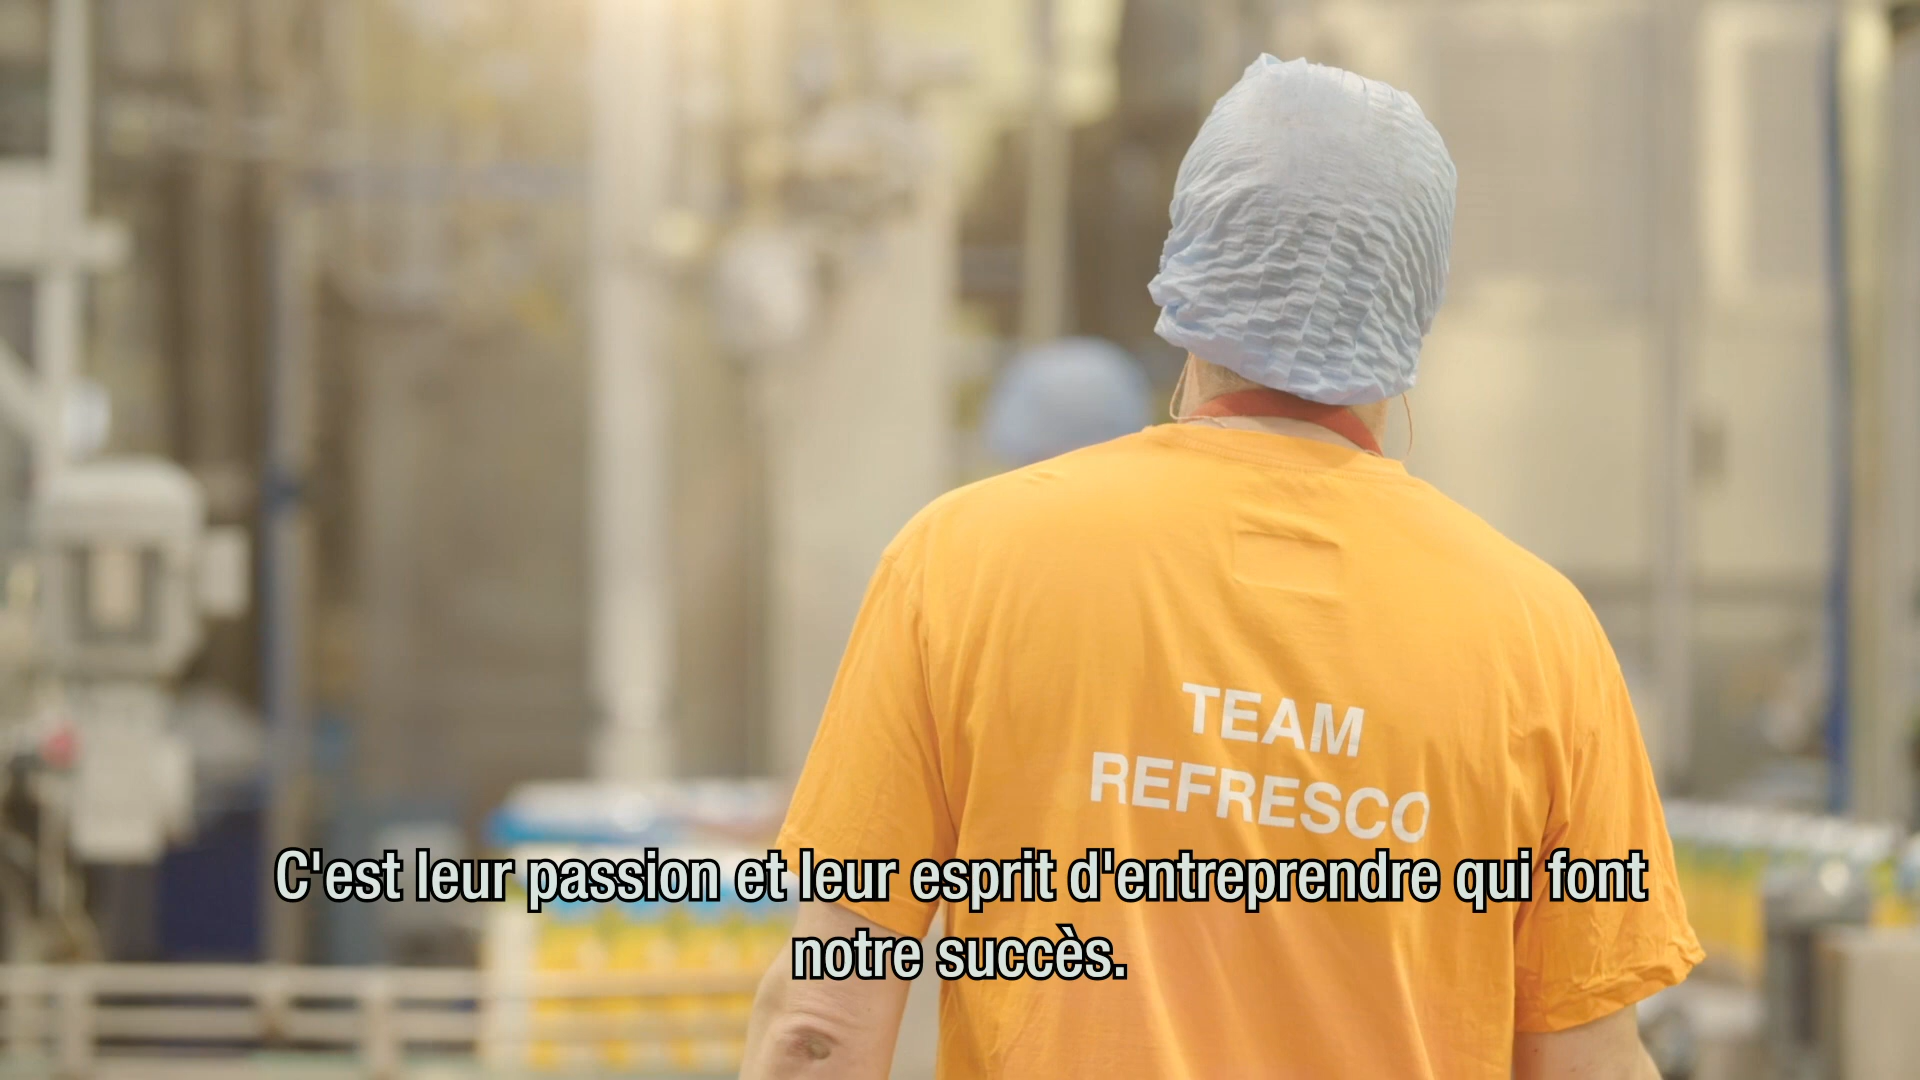 TEAM
REFRESCO
C'est leur passion et leur esprit d'entreprendre qui font
notre succès.